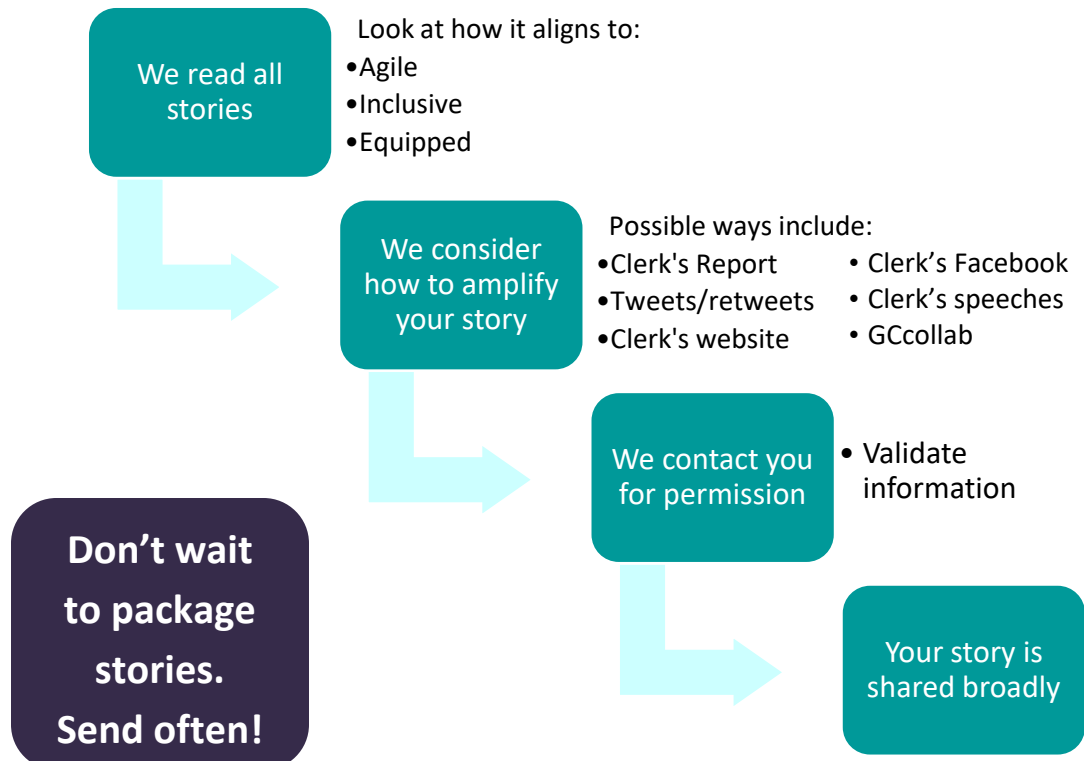 We read all
stories
Look at how it aligns to:
•Agile
•Inclusive
•Equipped
We consider
how to amplify
your story
Possible ways include:
•Clerk's Report
•Tweets/retweets
•Clerk's website
• Clerk’s Facebook
• Clerk’s speeches
• GCcollab
We contact you
for permission
• Validate
information
Your story is
shared broadly
Don’t wait
to package
stories.
Send often!